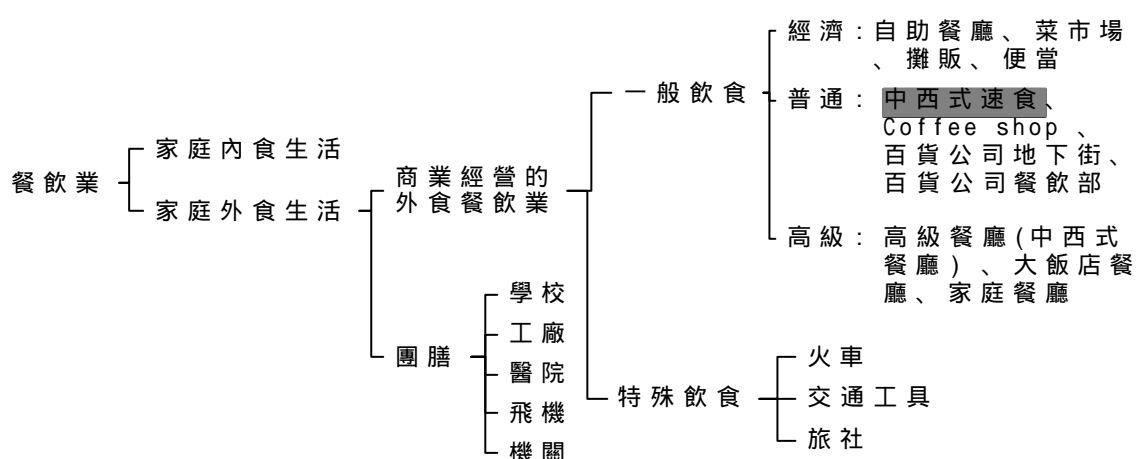 餐飲業
家庭內食生活
家庭外食生活
商業經營的
外食餐飲業
一般飲食
經濟：自助餐廳、菜市場
、攤販、便當
普通：中西式速食、
Coffee shop 、
百貨公司地下街、
百貨公司餐飲部
高級：高級餐廳(中西式
餐廳)、大飯店餐
廳、家庭餐廳
特殊飲食
火車
交通工具
旅社
團膳
學校
工廠
醫院
飛機
機關